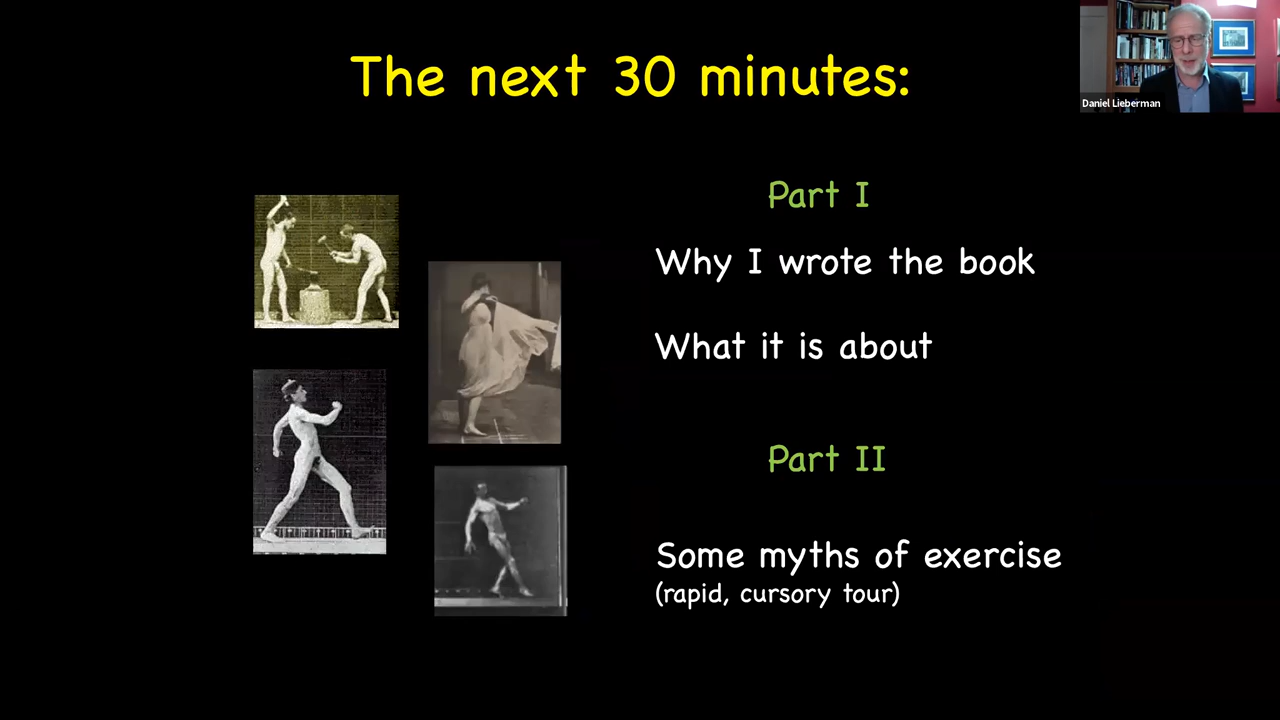 The next 30 minutes:
Daniel Lieberman
Part I
Why I wrote the book
What it is about
Part II
Some myths of exercise
(rapid, cursory tour)